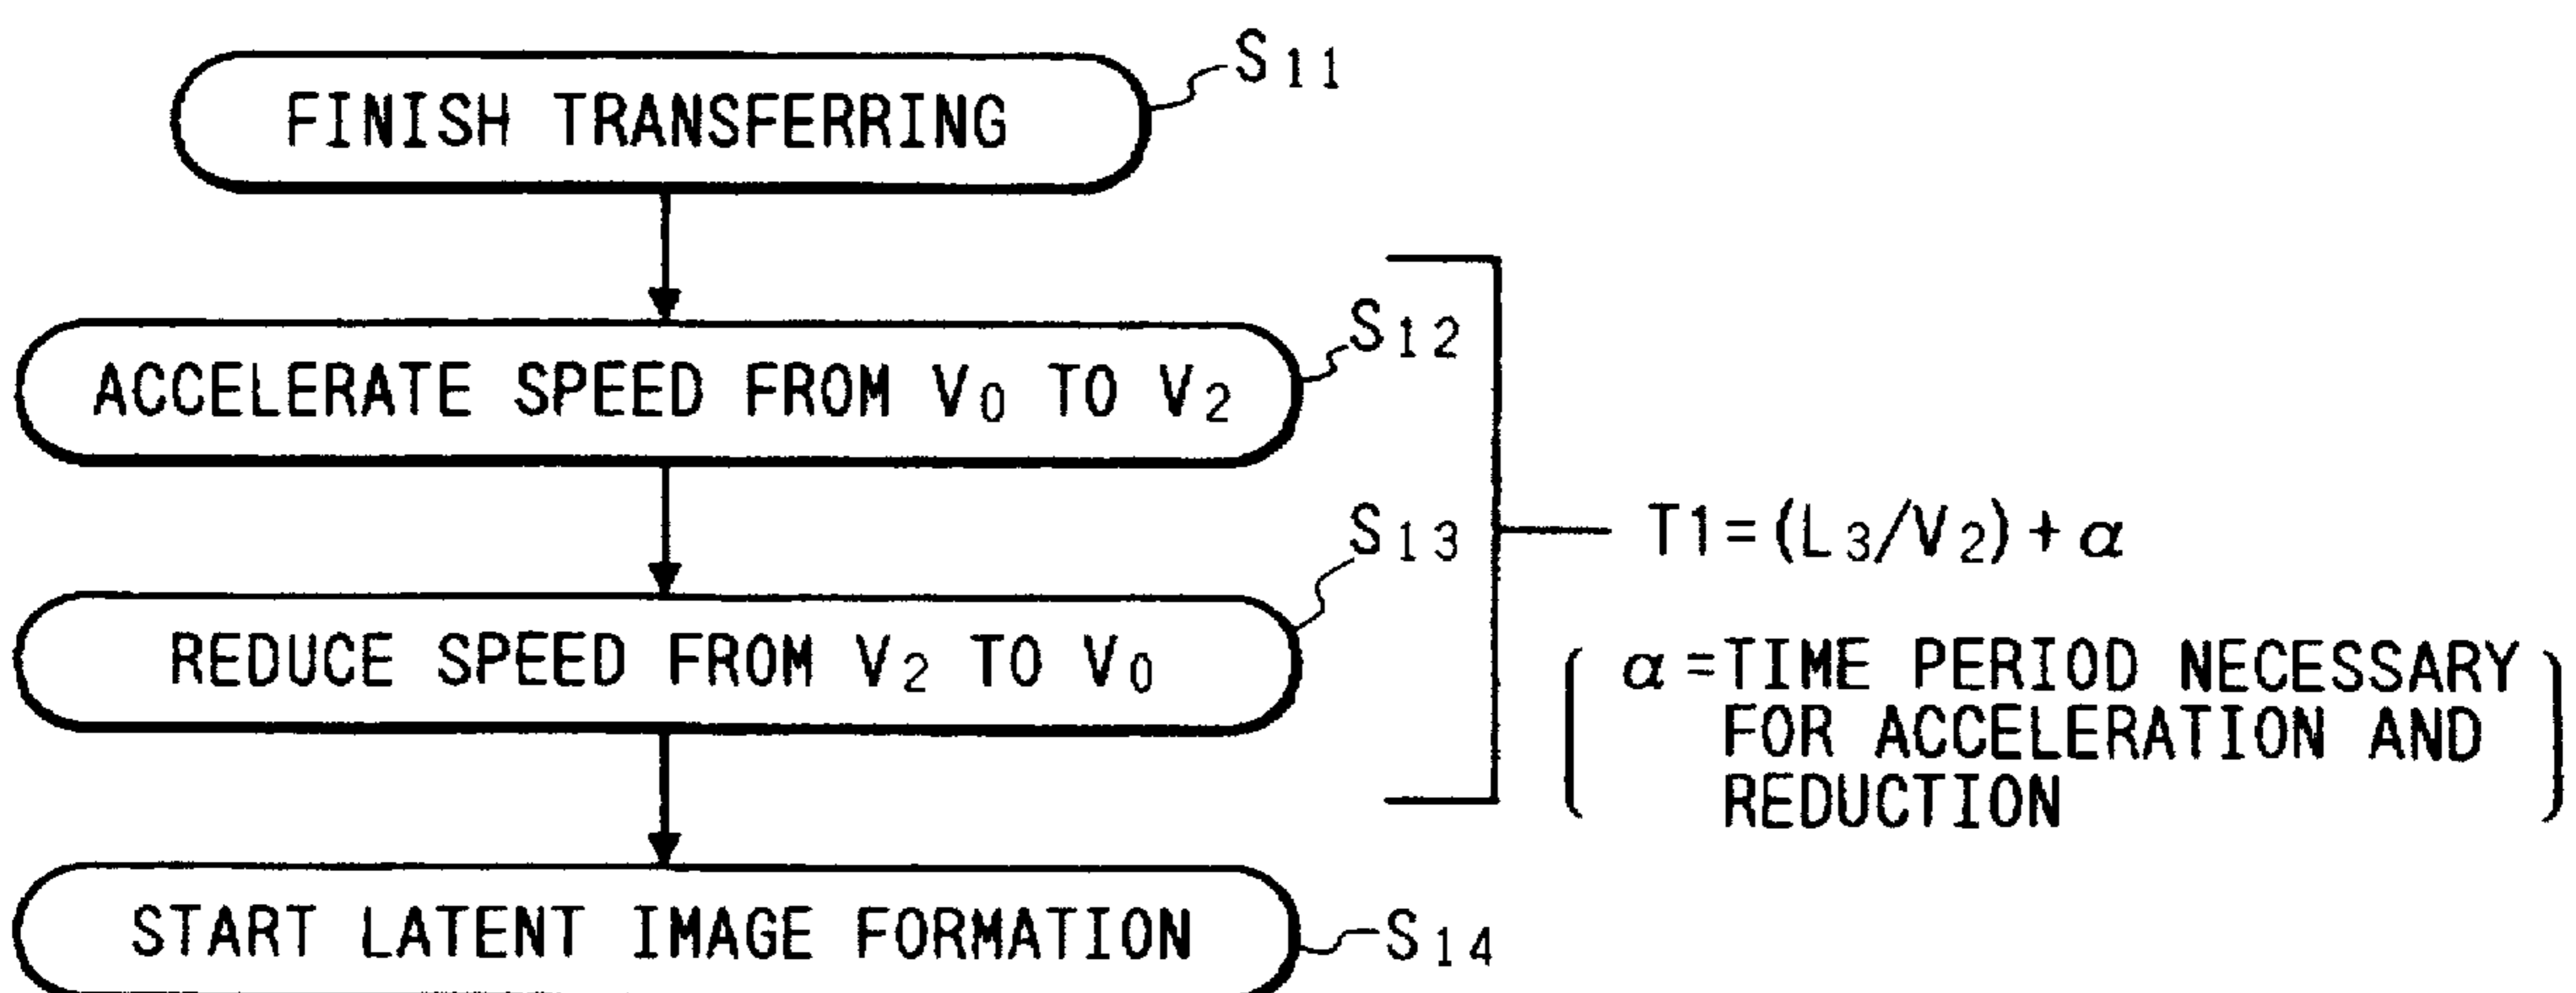 FINISH TRANSFERRING
S11
ACCELERATE SPEED FROM V0 TO V2
S12
REDUCE SPEED FROM V2 TO V0
S13
T1=(L3/V2)+α
α=TIME PERIOD NECESSARY
FOR ACCELERATION AND
REDUCTION
START LATENT IMAGE FORMATION
S14